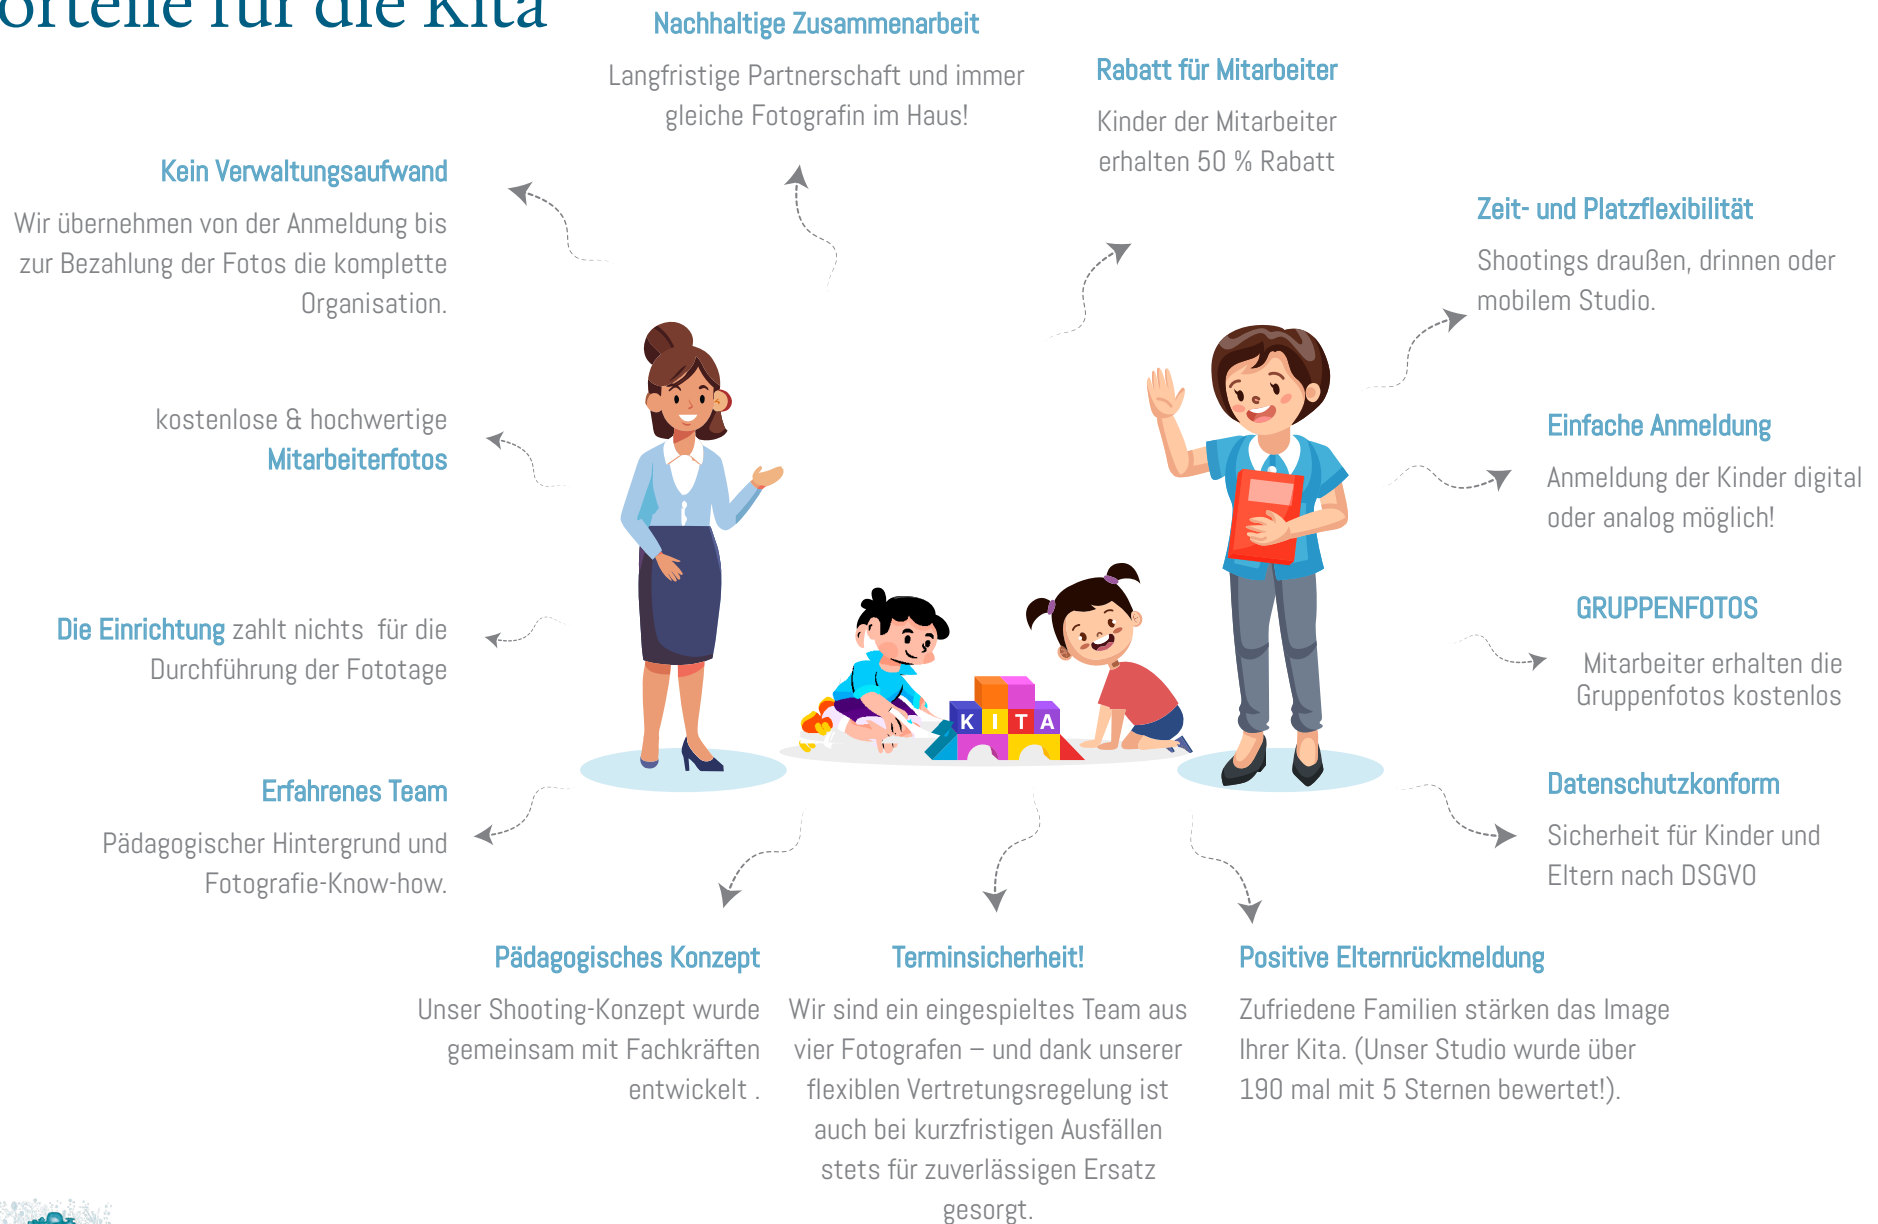 orteile für die Kita
Nachhaltige Zusammenarbeit
Langfristige Partnerschaft und immer
gleiche Fotografin im Haus!
Rabatt für Mitarbeiter
Kinder der Mitarbeiter
erhalten 50 % Rabatt
Kein Verwaltungsaufwand
Wir übernehmen von der Anmeldung bis
zur Bezahlung der Fotos die komplette
Organisation.
Zeit- und Platzflexibilität
Shootings draußen, drinnen oder
mobilem Studio.
kostenlose & hochwertige
Mitarbeiterfotos
Einfache Anmeldung
Anmeldung der Kinder digital
oder analog möglich!
Die Einrichtung zahlt nichts  für die
Durchführung der Fototage
GRUPPENFOTOS
Mitarbeiter erhalten die
Gruppenfotos kostenlos
KITA
Erfahrenes Team
Pädagogischer Hintergrund und
Fotografie-Know-how.
Datenschutzkonform
Sicherheit für Kinder und
Eltern nach DSGVO
Pädagogisches Konzept
Unser Shooting-Konzept wurde
gemeinsam mit Fachkräften
entwickelt .
Terminsicherheit!
Wir sind ein eingespieltes Team aus
vier Fotografen – und dank unserer
flexiblen Vertretungsregelung ist
auch bei kurzfristigen Ausfällen
stets für zuverlässigen Ersatz
gesorgt.
Positive Elternrückmeldung
Zufriedene Familien stärken das Image
Ihrer Kita. (Unser Studio wurde über
190 mal mit 5 Sternen bewertet!).